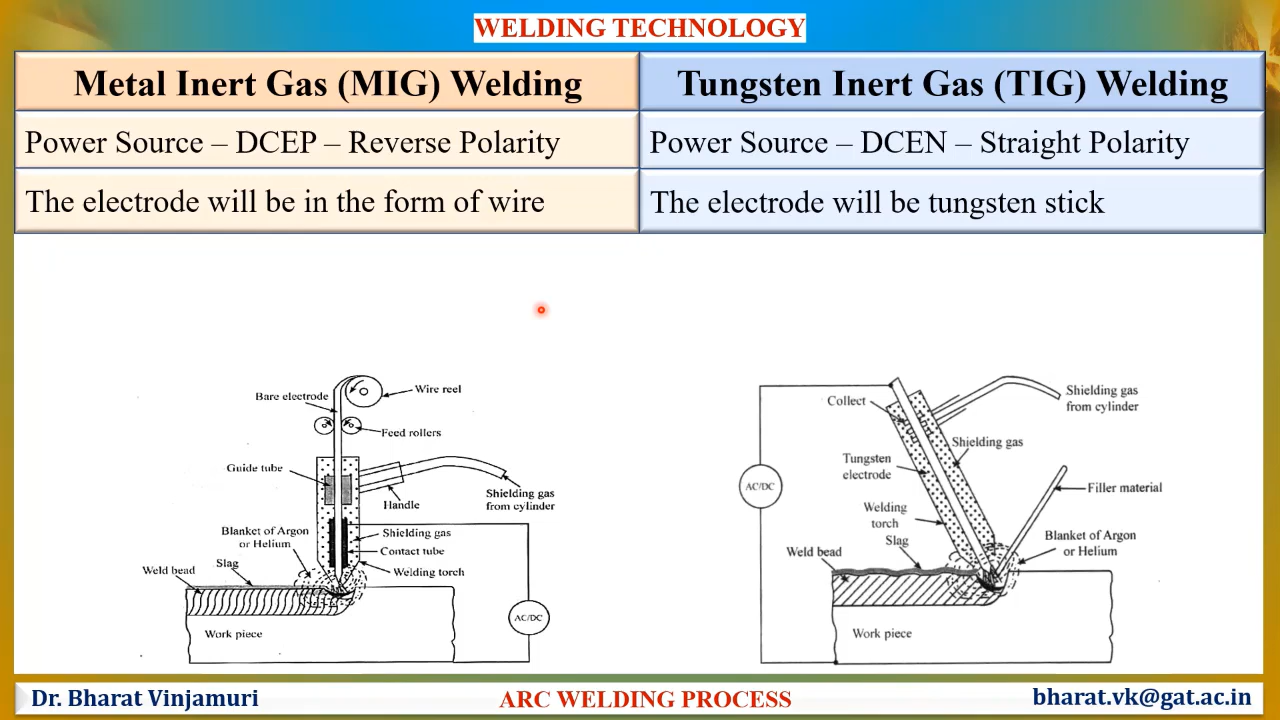 WELDING TECHNOLOGY
Metal Inert Gas (MIG) Welding
Tungsten Inert Gas (TIG) Welding
Power Source – DCEP – Reverse Polarity
Power Source – DCEN – Straight Polarity
The electrode will be in the form of wire
The electrode will be tungsten stick
Wire reel
Bare electrode
Feed rollers
Guide tube
Handle
Shielding gas
from cylinder
Blanket of Argon
or Helium
Shielding gas
Contact tube
Slag
Weld bead
Welding torch
AC/DC
Work piece
Shielding gas
from cylinder
Collect
Shielding gas
Tungsten
electrode
AC/DC
Filler material
Welding
torch
Slag
Blanket of Argon
or Helium
Weld bead
Work piece
Dr. Bharat Vinjamuri
ARC WELDING PROCESS
bharat.vk@gat.ac.in